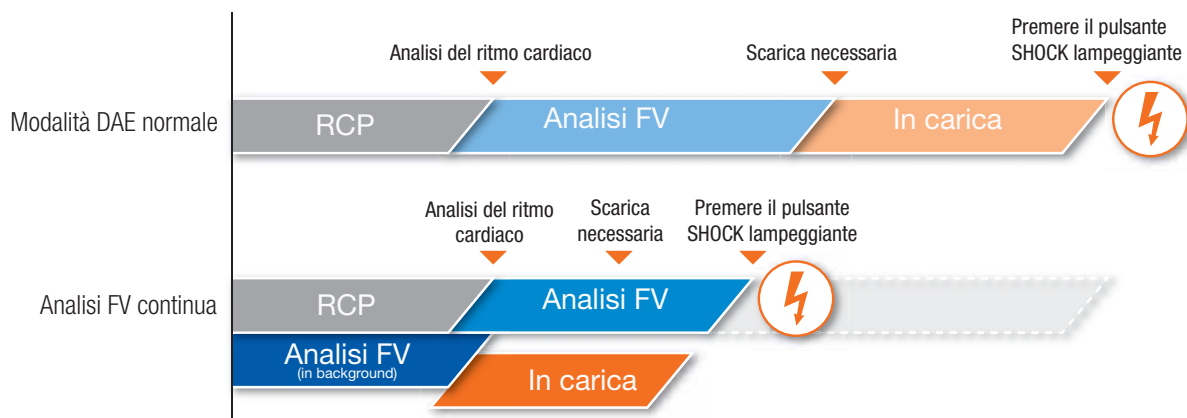 Premere il pulsante
SHOCK lampeggiante
Analisi del ritmo cardiaco
Scarica necessaria
Modalità DAE normale
RCP
Analisi FV
In carica
Analisi del ritmo
cardiaco
Scarica
necessaria
Premere il pulsante
SHOCK lampeggiante
Analisi FV continua
RCP
Analisi FV
Analisi FV
(in background)
In carica